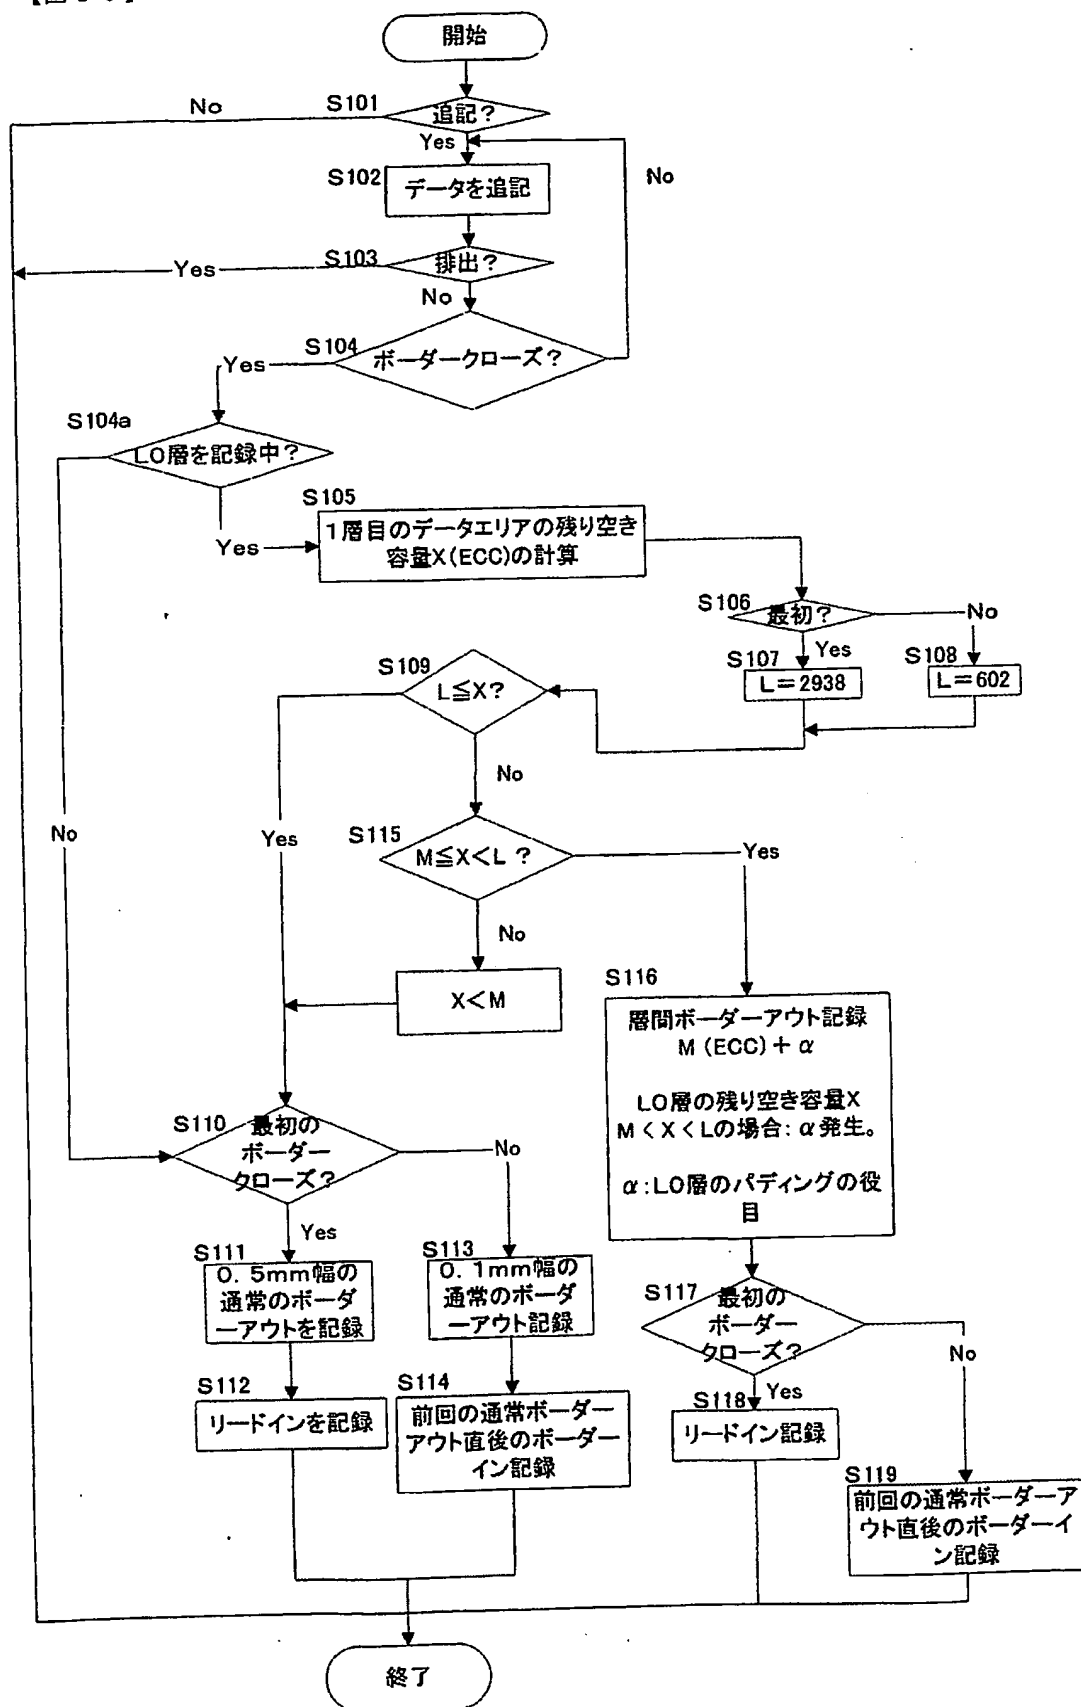 開始
No
S101
追記?
Yes
S102
データを追記
No
Yes
S103
排出?
No
S104
ボーダークローズ?
Yes
S104a
L0層を記録中?
Yes
S105
1層目のデータエリアの残り空き
容量X(ECC)の計算
S106
最初?
No
Yes
S107
L=2938
S108
L=602
S109
L≦X?
No
Yes
No
S115
M≦X<L ?
Yes
No
X<M
S116
層間ボーダーアウト記録
M (ECC)+ α
L0層の残り空き容量X
M<X<Lの場合:α発生。
α:L0層のパディングの役
目
S110
最初の
ボーダー
クローズ?
No
Yes
S111
0.5mm幅の
通常のボーダ
ーアウトを記録
S113
0.1mm幅の
通常のボーダ
ーアウト記録
S117
最初の
ボーダー
クローズ?
No
Yes
S112
リードインを記録
S114
前回の通常ボーダー
アウト直後のボーダー
イン記録
S118
リードイン記録
S119
前回の通常ボーダーア
ウト直後のボーダーイ
ン記録
終了